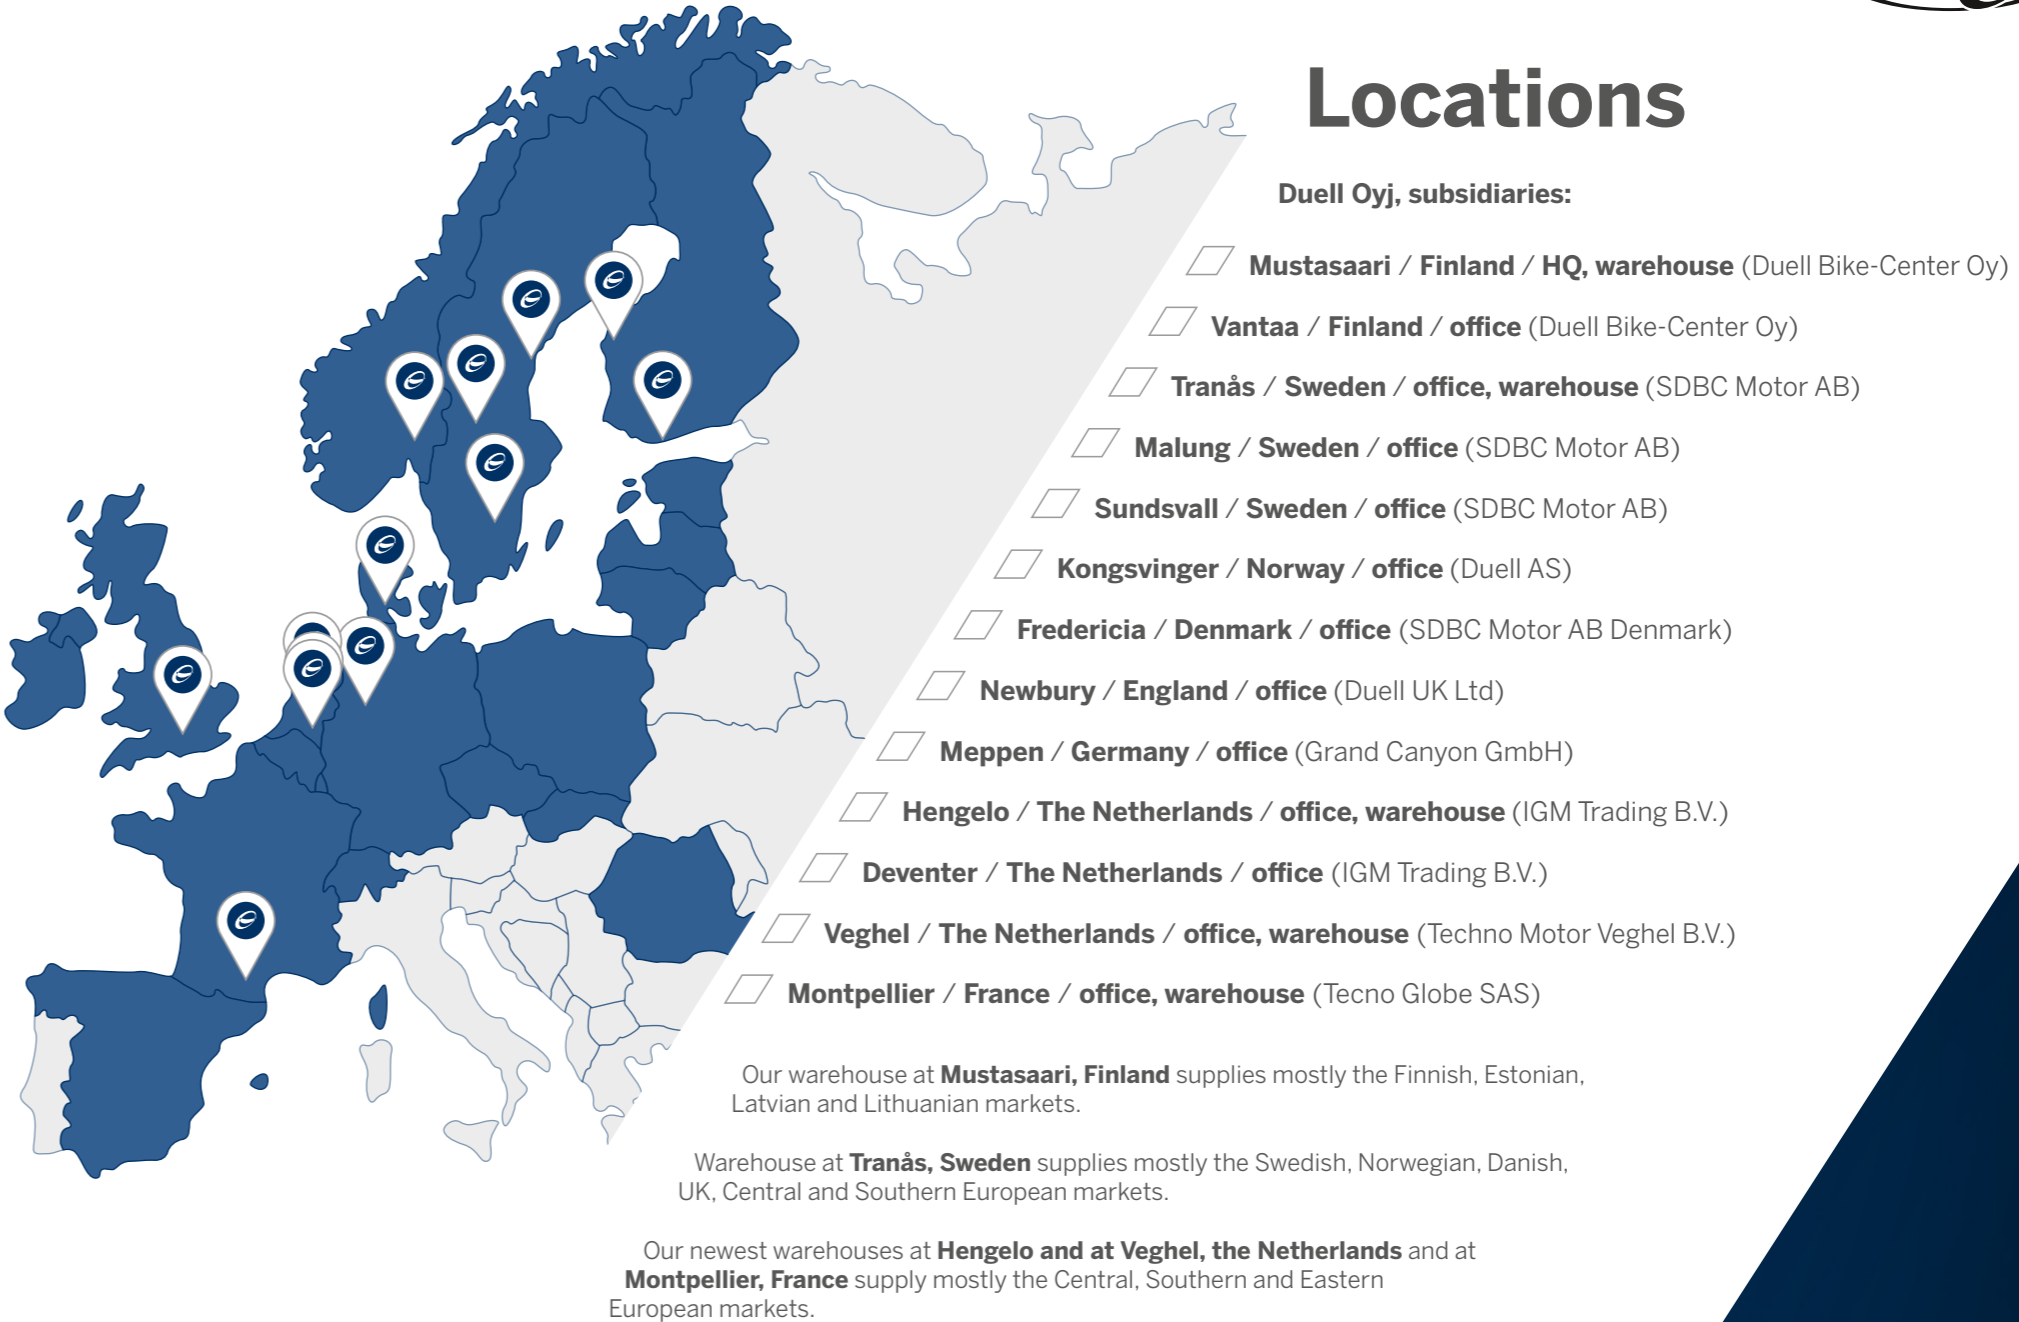 Locations
Duell Oyj, subsidiaries:
Mustasaari / Finland / HQ, warehouse (Duell Bike-Center Oy)
Vantaa / Finland / office (Duell Bike-Center Oy)
Tranås / Sweden / office, warehouse (SDBC Motor AB)
Malung / Sweden / office (SDBC Motor AB)
Sundsvall / Sweden / office (SDBC Motor AB)
Kongsvinger / Norway / office (Duell AS)
Fredericia / Denmark / office (SDBC Motor AB Denmark)
Newbury / England / office (Duell UK Ltd)
Meppen / Germany / office (Grand Canyon GmbH)
Hengelo / The Netherlands / office, warehouse (IGM Trading B.V.)
Deventer / The Netherlands / office (IGM Trading B.V.)
Veghel / The Netherlands / office, warehouse (Techno Motor Veghel B.V.)
Montpellier / France / office, warehouse (Tecno Globe SAS)
Our warehouse at Mustasaari, Finland supplies mostly the Finnish, Estonian,
Latvian and Lithuanian markets.
Warehouse at Tranås, Sweden supplies mostly the Swedish, Norwegian, Danish,
UK, Central and Southern European markets.
Our newest warehouses at Hengelo and at Veghel, the Netherlands and at
Montpellier, France supply mostly the Central, Southern and Eastern
European markets.